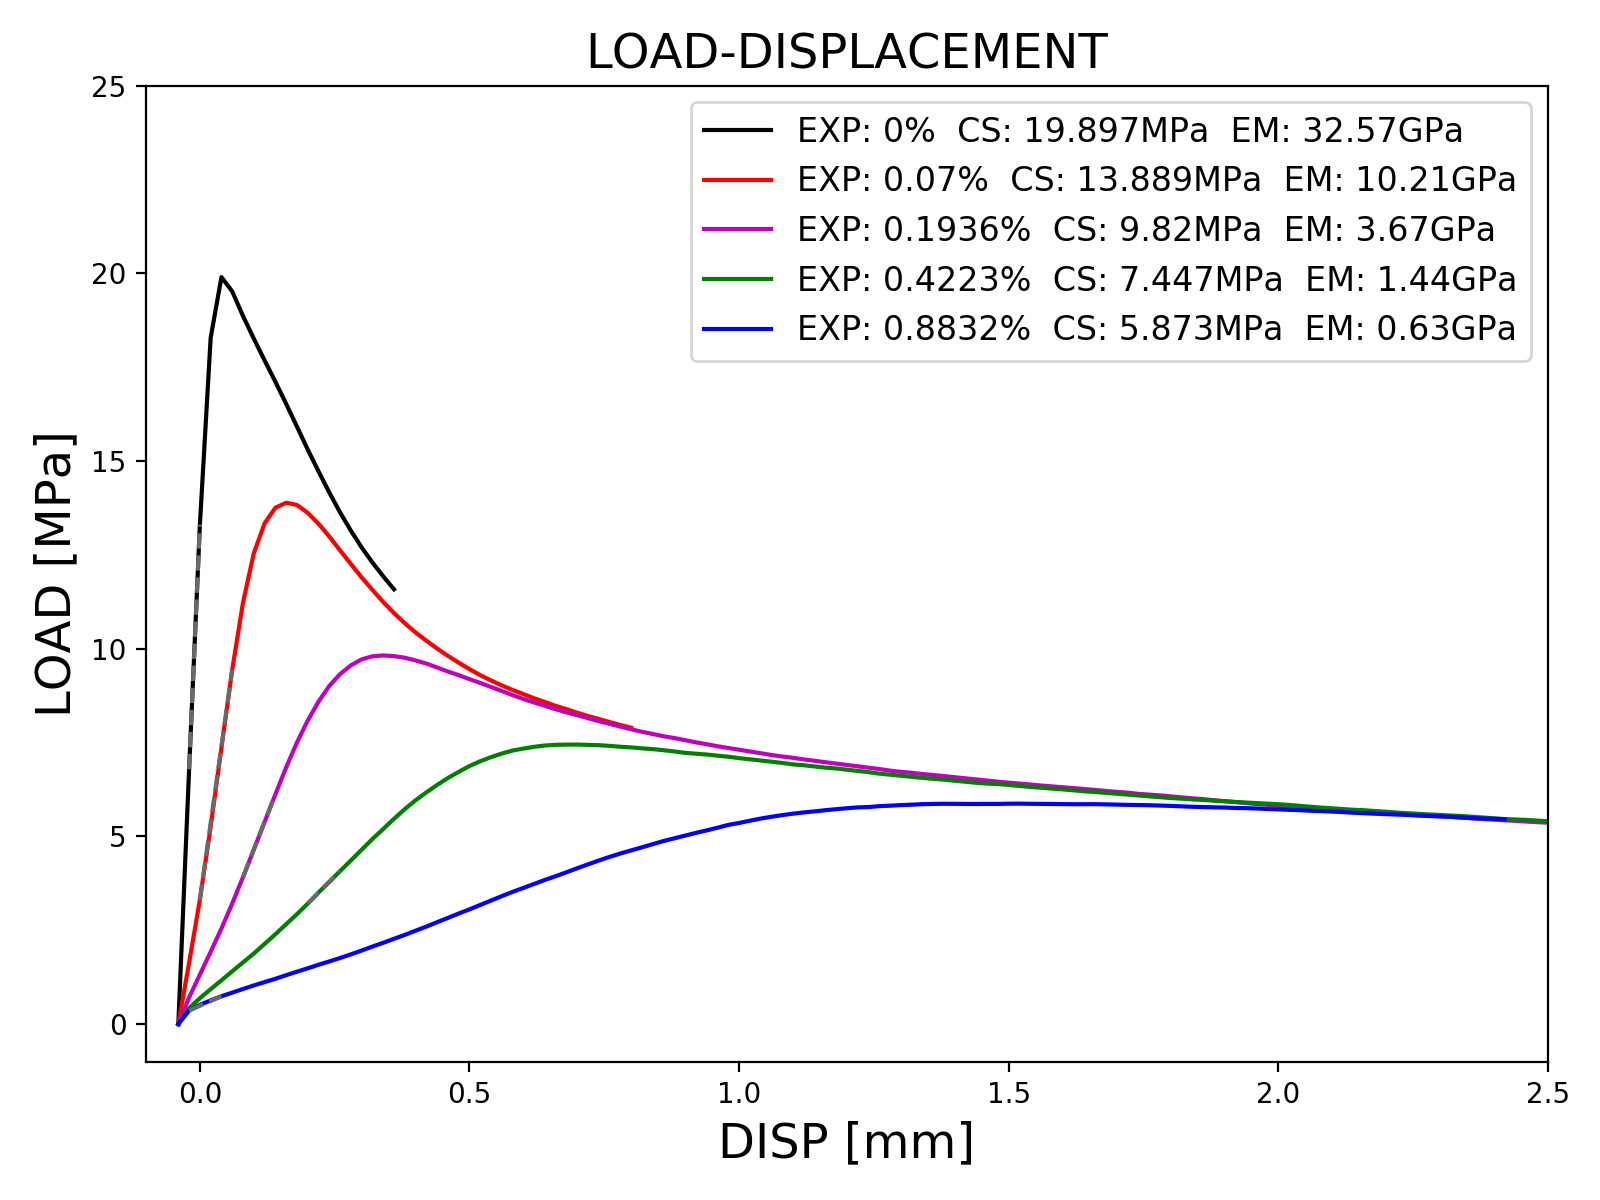 LOAD-DISPLACEMENT
25
20
15
10
5
0
LOAD [MPa]
EXP: 0%  CS: 19.897MPa  EM: 32.57GPa
EXP: 0.07%  CS: 13.889MPa  EM: 10.21GPa
EXP: 0.1936%  CS: 9.82MPa  EM: 3.67GPa
EXP: 0.4223%  CS: 7.447MPa  EM: 1.44GPa
EXP: 0.8832%  CS: 5.873MPa  EM: 0.63GPa
0.0 0.5 1.0 1.5 2.0 2.5
DISP [mm]